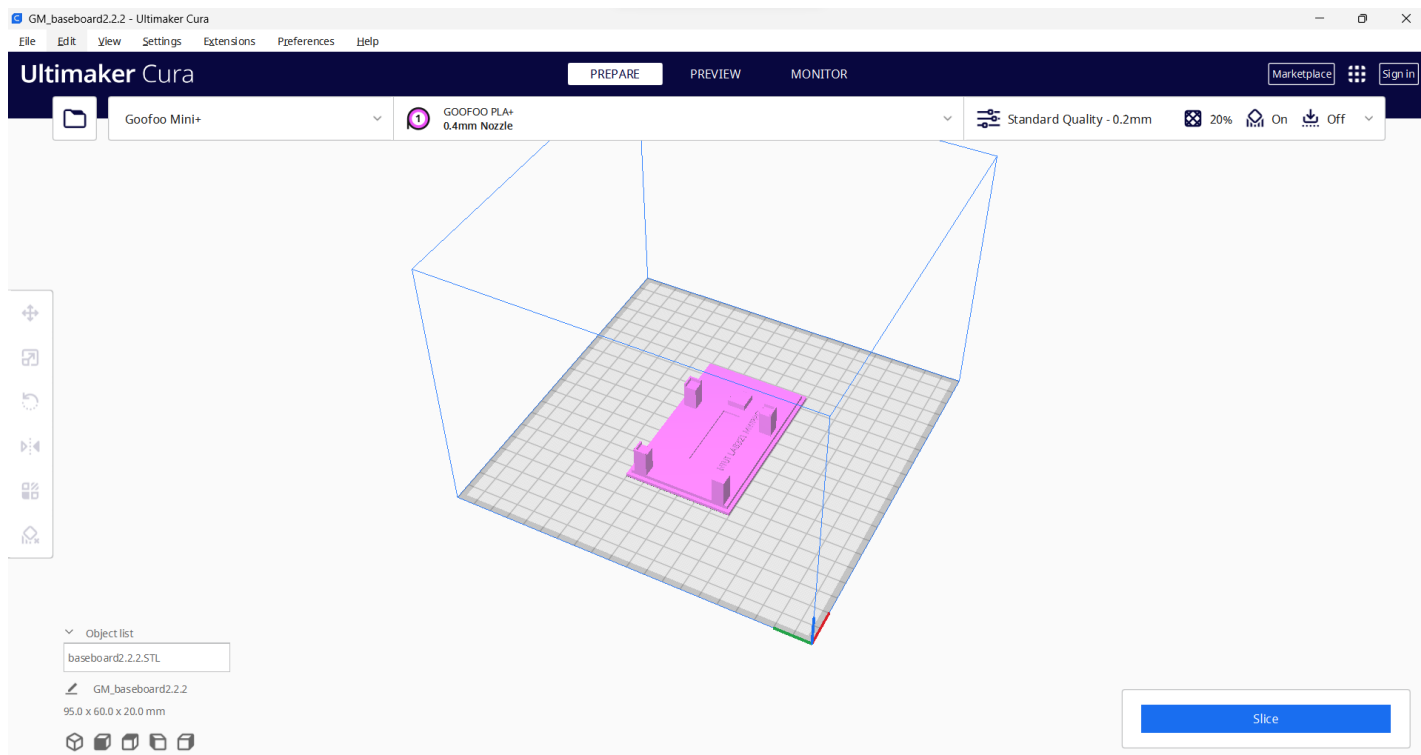 GM_baseboard2.2.2 - Ultimaker Cura
File Edit View Settings Extensions Preferences Help
Ultimaker Cura PREPARE PREVIEW MONITOR Marketplace Sign in
Goofoo Mini+
1 GOOFOO PLA+
0.4mm Nozzle
Standard Quality - 0.2mm 20% On Off
Object list
baseboard2.2.2.STL
GM_baseboard2.2.2
95.0 x 60.0 x 20.0 mm
Slice